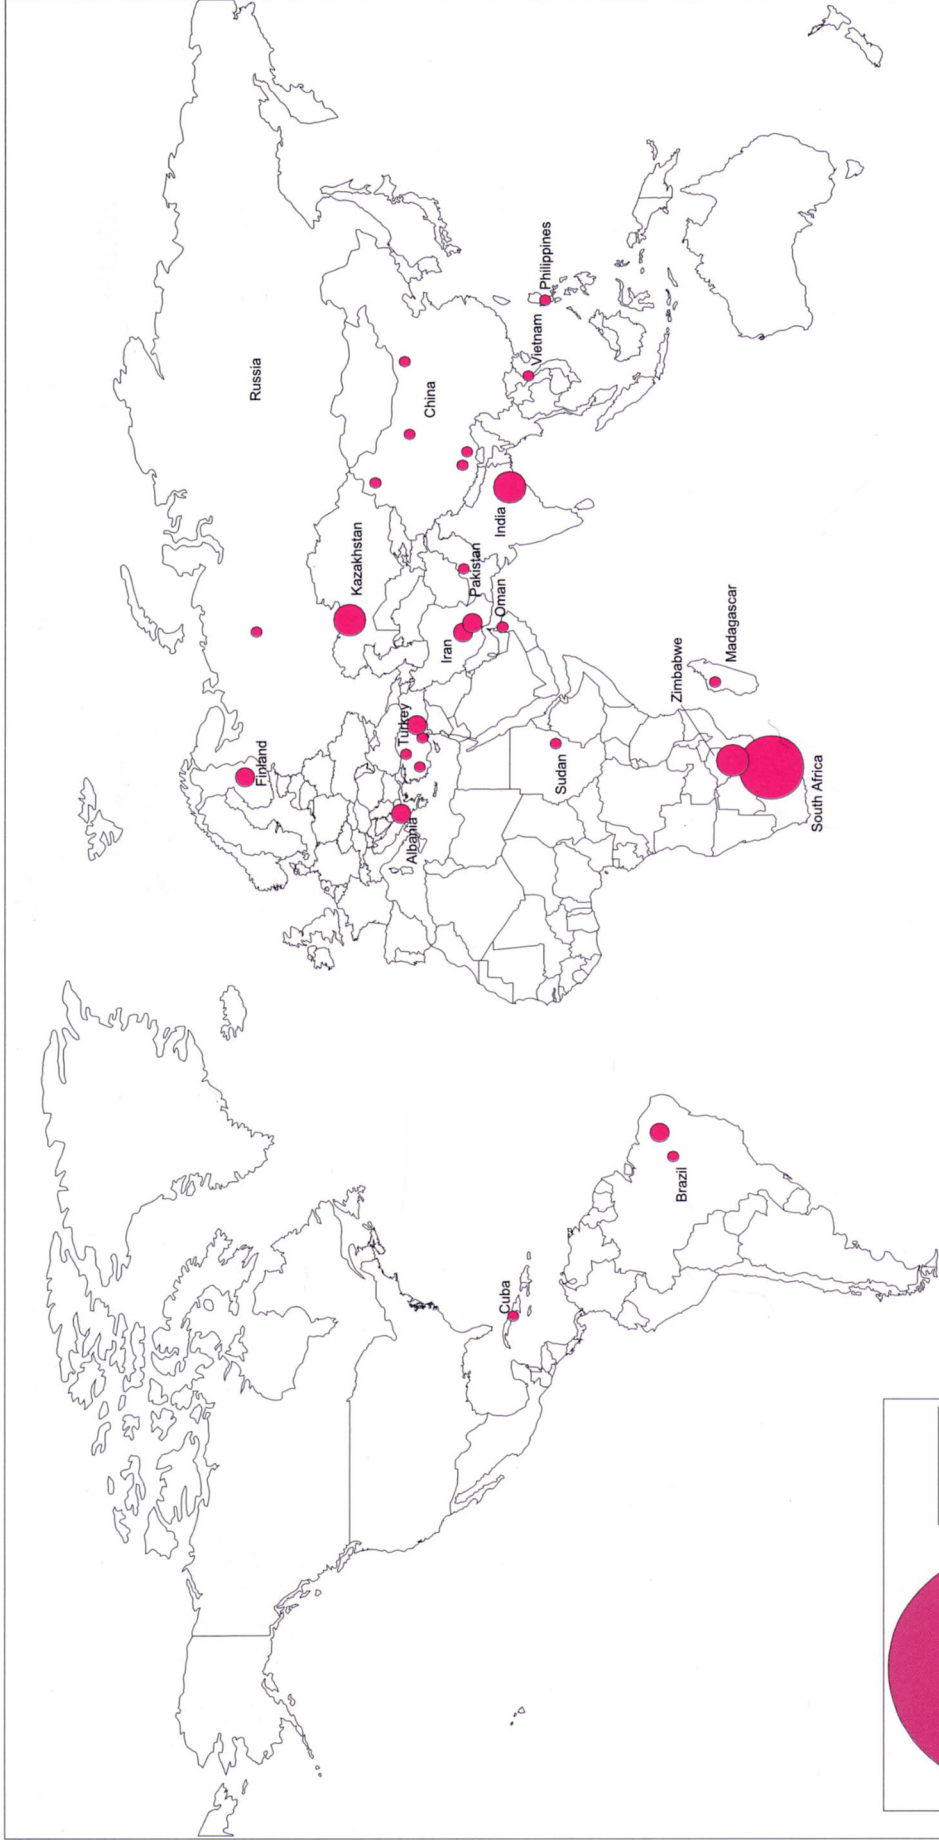 Russia
Finland
Kazakhstan
China
Turkey
Albania
Iran
Pakistan
Oman
India
Vietnam
Philippines
Cuba
Sudan
Zimbabwe
Madagascar
Brazil
South Africa